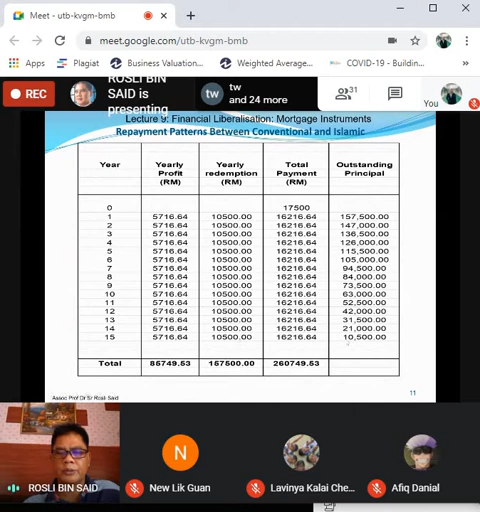 Meet - utb-kvgm-bmb
meet.google.com/utb-kvgm-bmb
Apps
Plagiat
Business Valuation...
Weighted Average...
COVID-19 - Building...
REC
ROSLI BIN
SAID is
presenting
tw
tw
and 24 more
31
You
Lecture 9: Financial Liberalisation: Mortgage Instruments
Repayment Patterns Between Conventional and Islamic
Year Yearly Profit (RM) Yearly redemption (RM) Total Payment (RM) Outstanding Principal
0 17500
1 5716.64 10500.00 16216.64 157,500.00
2 5716.64 10500.00 16216.64 147,000.00
3 5716.64 10500.00 16216.64 136,500.00
4 5716.64 10500.00 16216.64 126,000.00
5 5716.64 10500.00 16216.64 115,500.00
6 5716.64 10500.00 16216.64 105,000.00
7 5716.64 10500.00 16216.64 94,500.00
8 5716.64 10500.00 16216.64 84,000.00
9 5716.64 10500.00 16216.64 73,500.00
10 5716.64 10500.00 16216.64 63,000.00
11 5716.64 10500.00 16216.64 52,500.00
12 5716.64 10500.00 16216.64 42,000.00
13 5716.64 10500.00 16216.64 31,500.00
14 5716.64 10500.00 16216.64 21,000.00
15 5716.64 10500.00 16216.64 10,500.00
Total 85749.53 157500.00 260749.53
Assoc Prof Dr Sr Rosli Said
11
N
ROSLI BIN SAID
New Lik Guan
Lavinya Kalai Che...
Afiq Danial